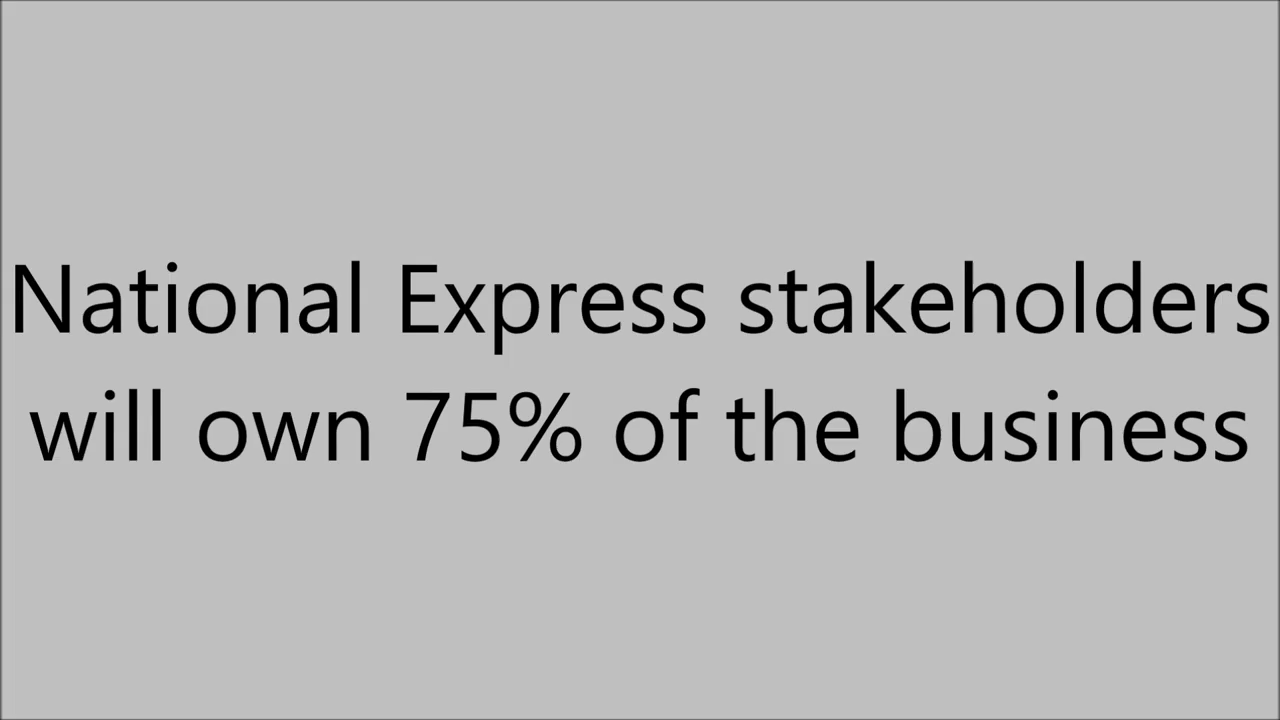 National Express stakeholders
will own 75% of the business